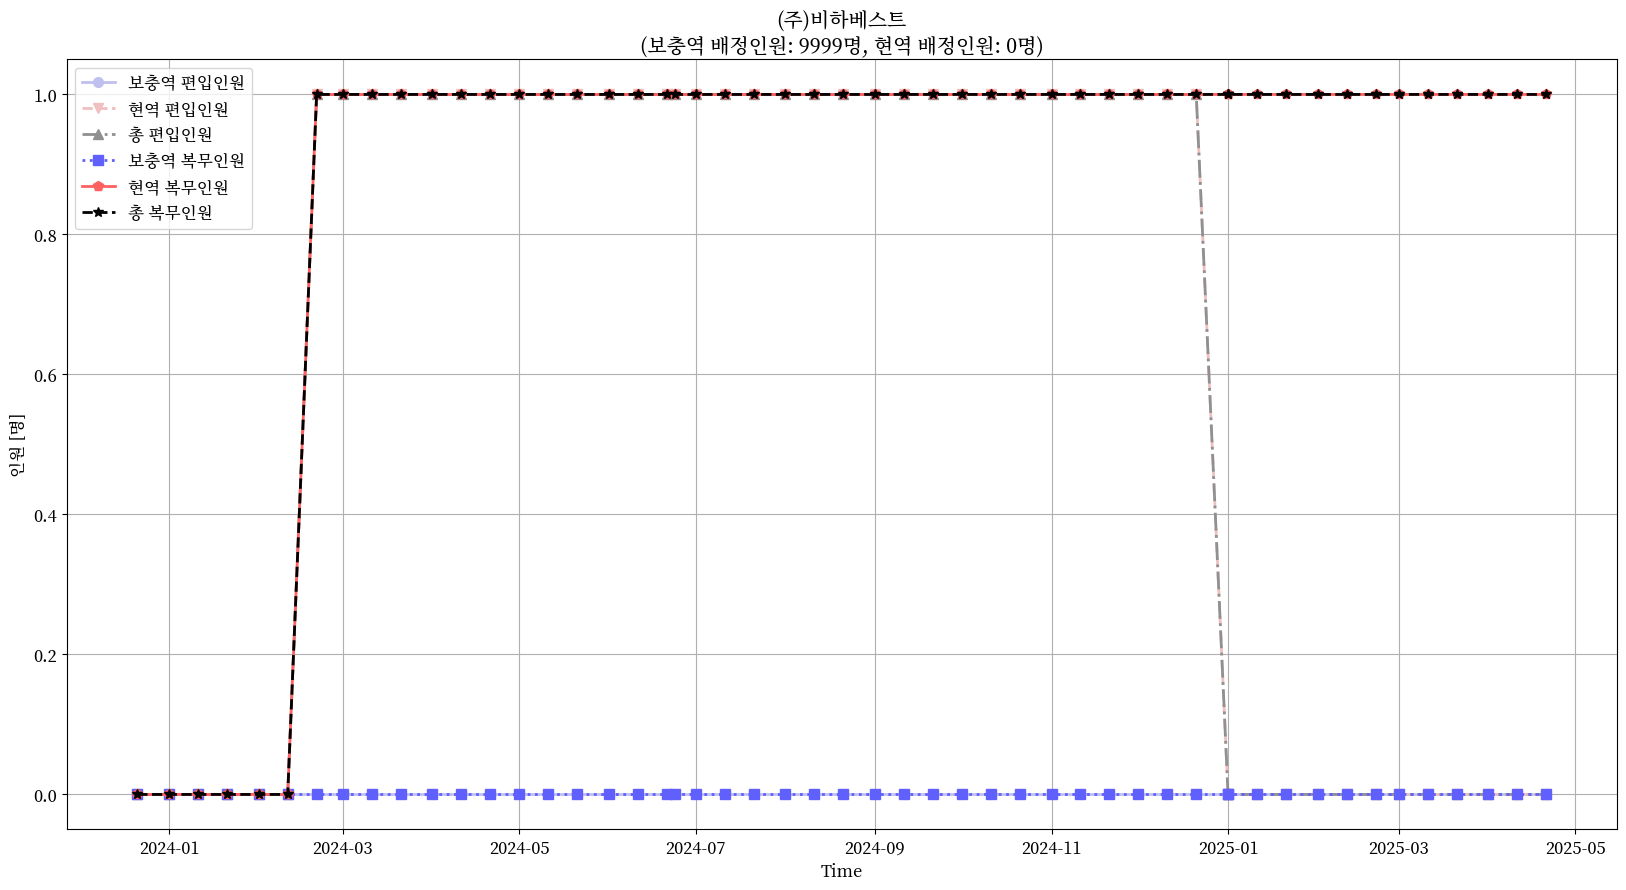 (주)비하베스트
(보충역 배정인원: 9999명, 현역 배정인원: 0명)
보충역 편입인원
현역 편입인원
총 편입인원
보충역 복무인원
현역 복무인원
총 복무인원
1.0
0.8
0.6
0.4
0.2
0.0
인원 [명]
2024-01
2024-03
2024-05
2024-07
2024-09
2024-11
2025-01
2025-03
2025-05
Time